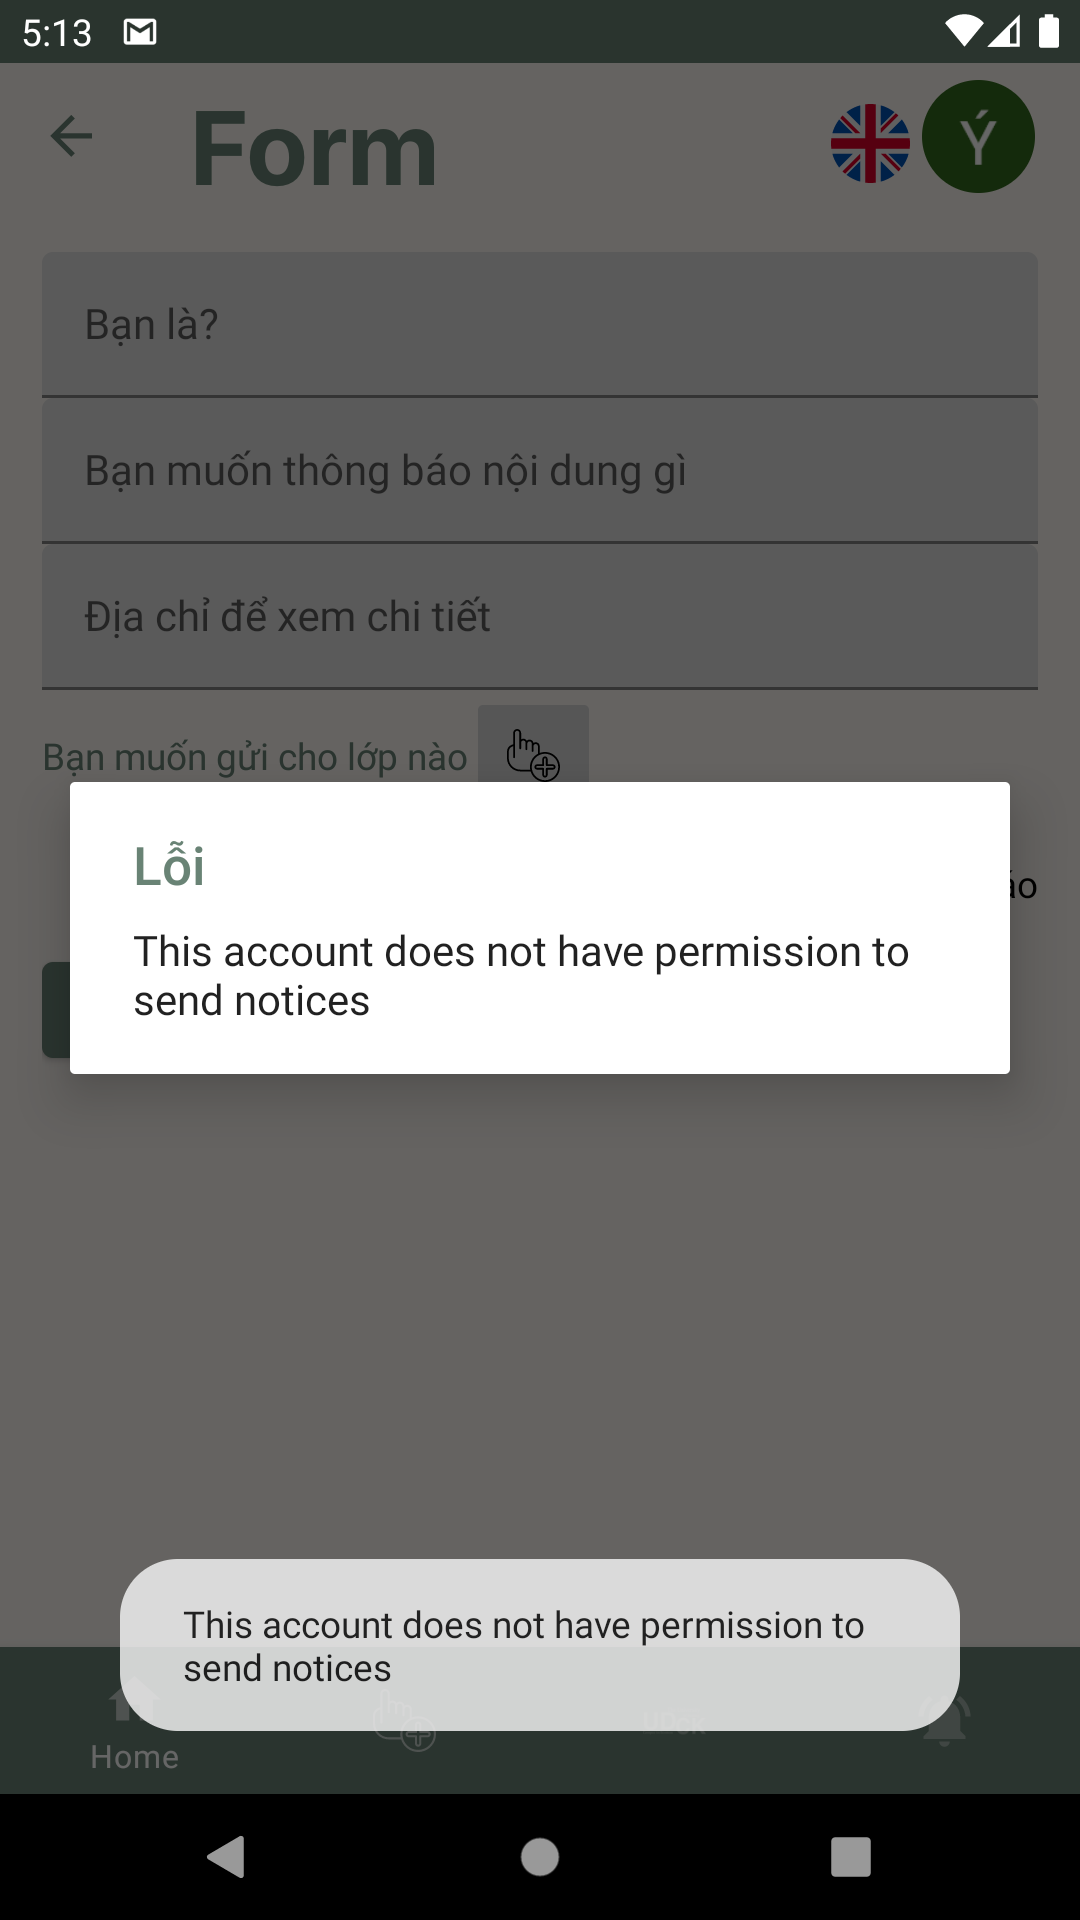 5:13
Form
Ý
Bạn là?
Bạn muốn thông báo nội dung gì
Địa chỉ để xem chi tiết
Bạn muốn gửi cho lớp nào
Lỗi
This account does not have permission to
send notices
This account does not have permission to
send notices
Home